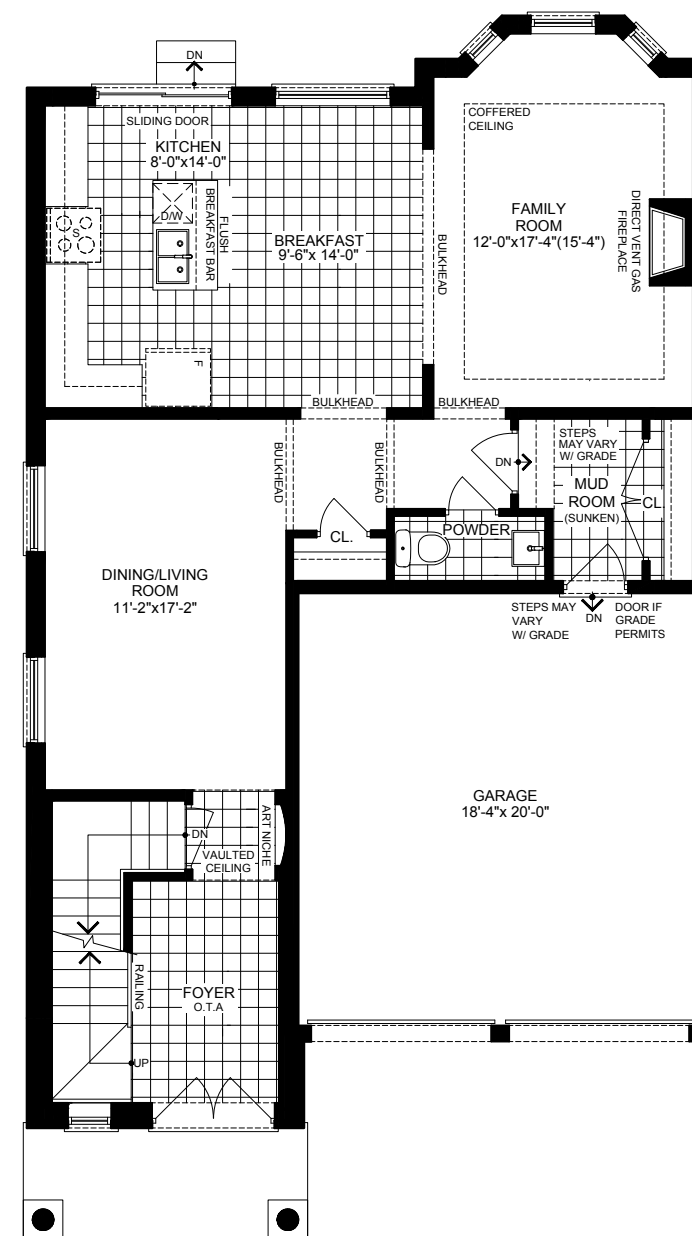 DN
SLIDING DOOR
KITCHEN
8'-0"x14'-0"
D/W
FLUSH
BREAKFAST BAR
S
BREAKFAST
9'-6"x 14'-0"
F
BULKHEAD
COFFERED
CEILING
FAMILY
ROOM
12'-0"x17'-4"(15'-4")
DIRECT VENT GAS
FIREPLACE
BULKHEAD
BULKHEAD
BULKHEAD
BULKHEAD
DN
STEPS
MAY VARY
W/ GRADE
MUD
ROOM
(SUNKEN)
CL.
CL.
POWDER
DINING/LIVING
ROOM
11'-2"x17'-2"
STEPS MAY
VARY
W/ GRADE
DN
DOOR IF
GRADE
PERMITS
GARAGE
18'-4"x 20'-0"
DN
ART NICHE
VAULTED
CEILING
RAILING
FOYER
O.T.A
UP